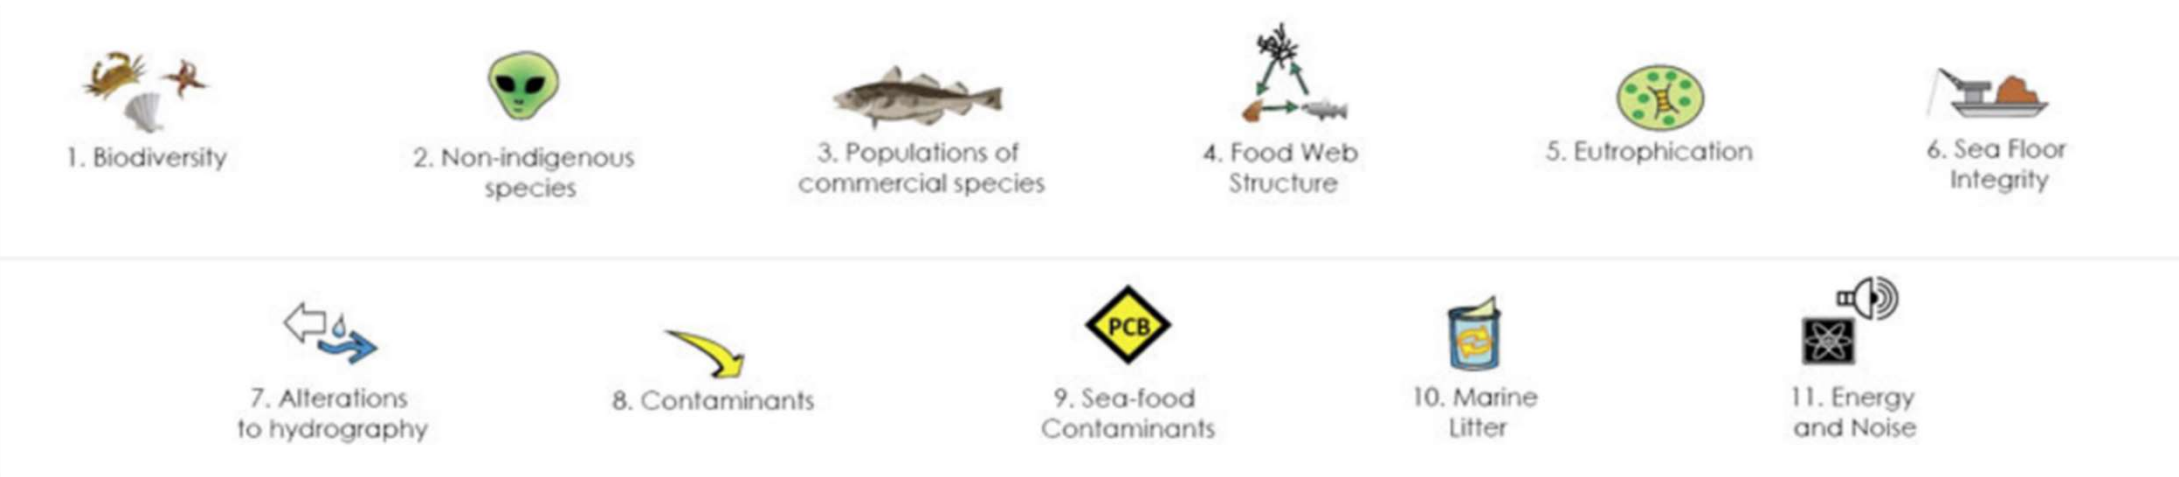 1. Biodiversity
2. Non-indigenous
species
3. Populations of
commercial species
4. Food Web
Structure
5. Eutrophication
6. Sea Floor
Integrity
7. Alterations
to hydrography
8. Contaminants
PCB
9. Sea-food
Contaminants
10. Marine
Litter
11. Energy
and Noise